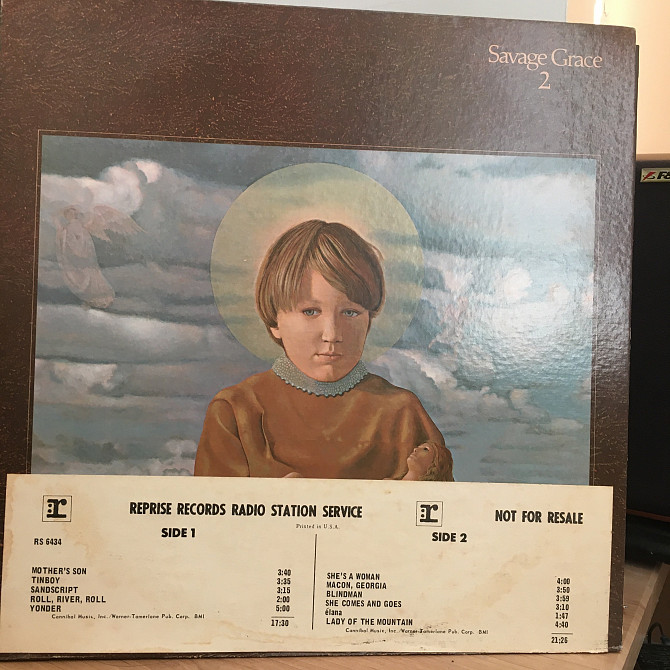 Savage Grace
2
r
REPRISE RECORDS RADIO STATION SERVICE
r
NOT FOR RESALE
Printed in U.S.A.
RS 6434
SIDE 1
MOTHER'S SON 3:40
TINBOY 3:35
SANDSCRIPT 3:15
ROLL, RIVER, ROLL 2:00
YONDER 5:00
Cannibal Music, Inc./Warner-Tamerlane Pub. Corp. BMI
17:30
SIDE 2
SHE'S A WOMAN 4:00
MACON, GEORGIA 3:50
BLINDMAN 3:59
SHE COMES AND GOES 3:10
élana 1:47
LADY OF THE MOUNTAIN 4:40
Cannibal Music, Inc./Warner-Tamerlane Pub. Corp. BMI
21:26